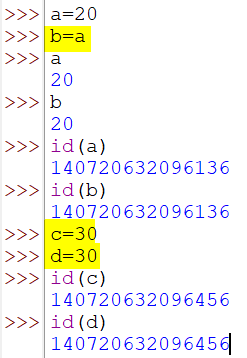 >>> a=20
>>> b=a
>>> a
20
>>> b
20
>>> id(a)
140720632096136
>>> id(b)
140720632096136
>>> c=30
>>> d=30
>>> id(c)
140720632096456
>>> id(d)
140720632096456